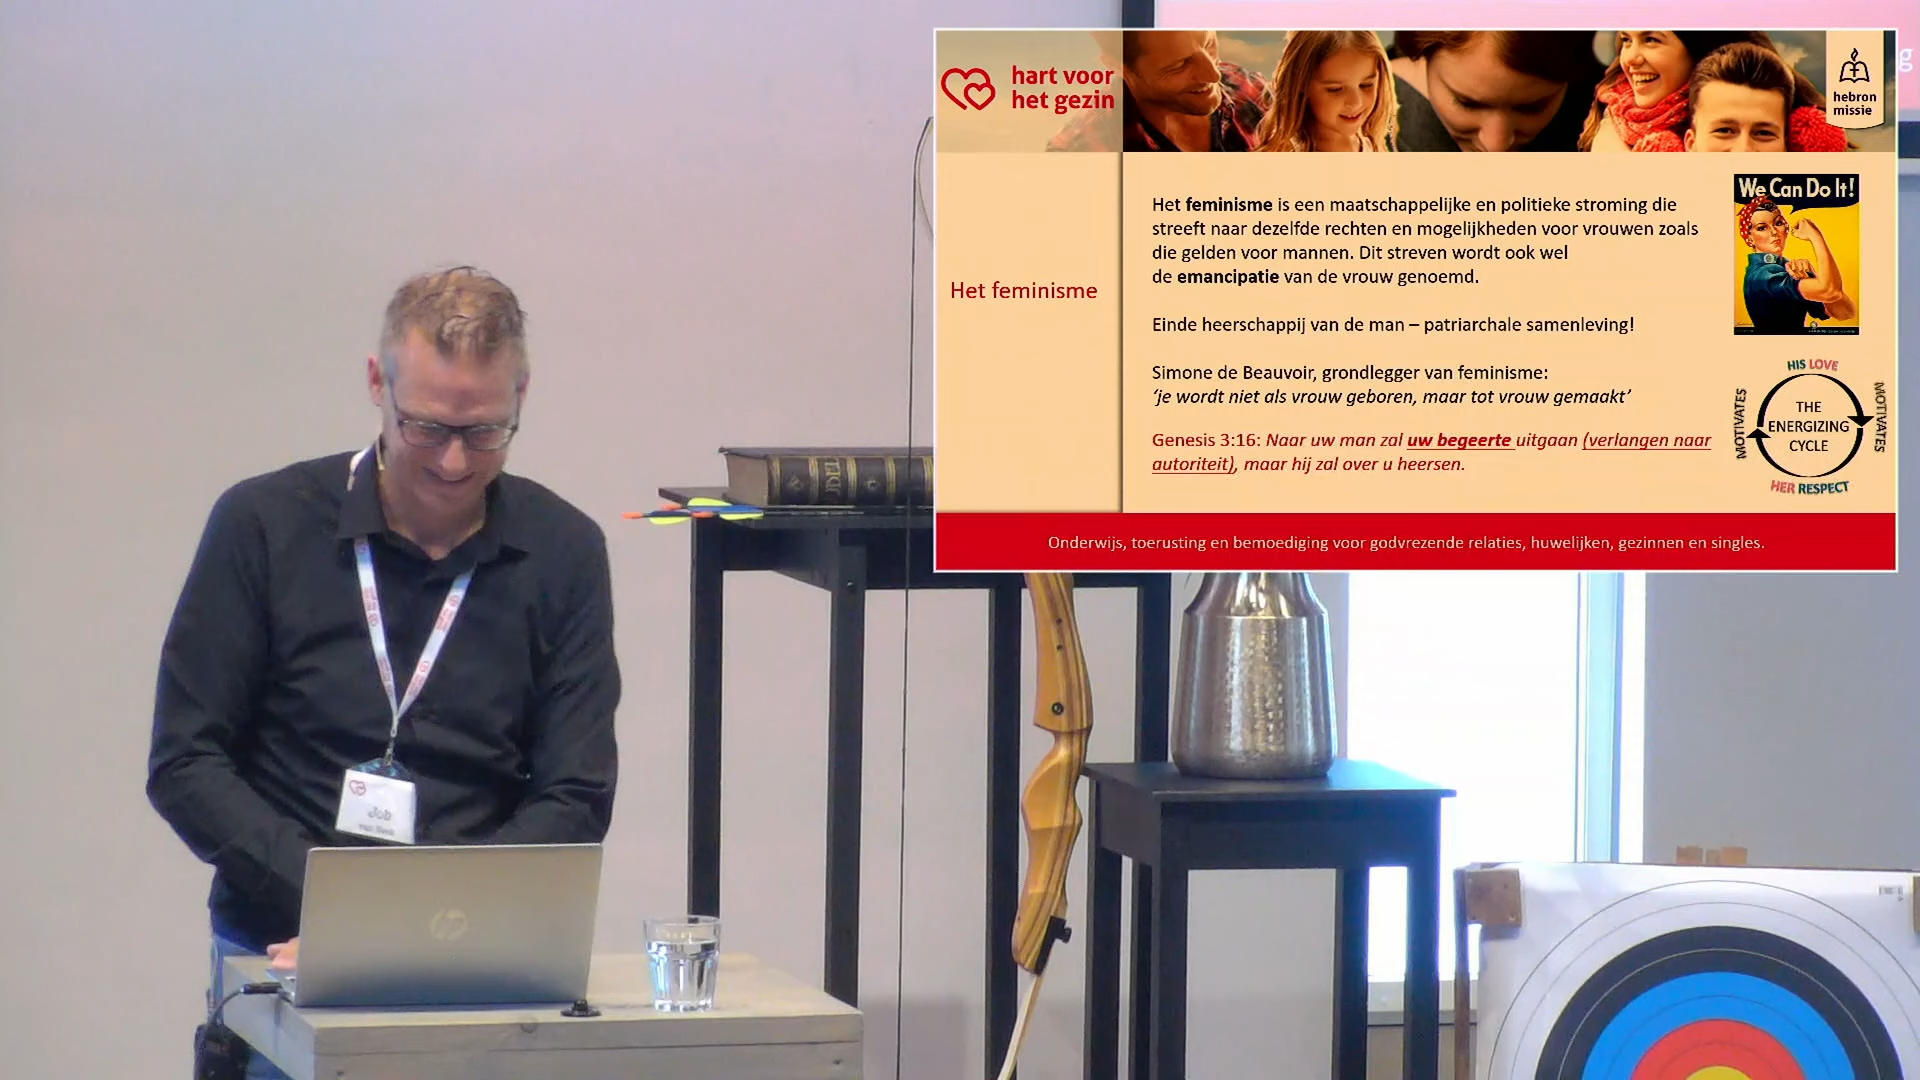 hart voor
het gezin
hebron
missie
We Can Do It!
Het feminisme
Het feminisme is een maatschappelijke en politieke stroming die
streeft naar dezelfde rechten en mogelijkheden voor vrouwen zoals
die gelden voor mannen. Dit streven wordt ook wel
de emancipatie van de vrouw genoemd.
Einde heerschappij van de man – patriarchale samenleving!
Simone de Beauvoir, grondlegger van feminisme:
‘je wordt niet als vrouw geboren, maar tot vrouw gemaakt’
Genesis 3:16: Naar uw man zal uw begeerte uitgaan (verlangen naar
autoriteit), maar hij zal over u heersen.
HIS LOVE
MOTIVATES
THE
ENERGIZING
CYCLE
MOTIVATES
HER RESPECT
Onderwijs, toerusting en bemoediging voor godvrezende relaties, huwelijken, gezinnen en singles.
g
BIJBEL
Job
hp